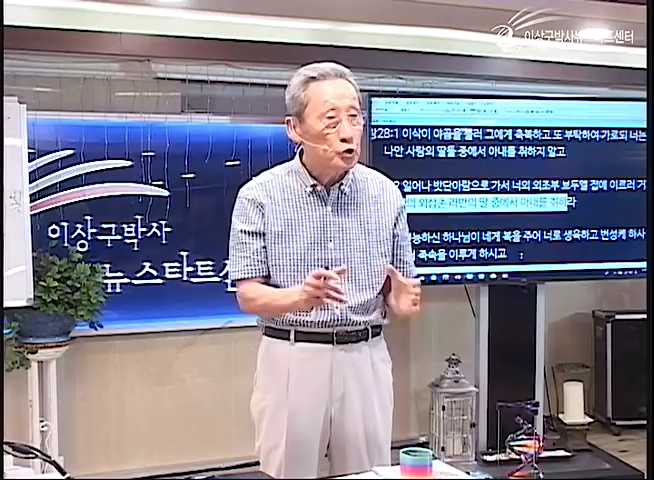 이상구박사뉴스타트센터
창28:1 이삭이 야곱을 불러 그에게 축복하고 또 부탁하여 가로되 너는
나안 사람의 딸들 중에서 아내를 취하지 말고
2 일어나 밧단아람으로 가서 너의 외조부 브두엘 집에 이르러 거
의 외삼촌 라반의 딸 중에서 아내를 취하라
능하신 하나님이 네게 복을 주어 너로 생육하고 번성케 하사
족속을 이루게 하시고
이상구박사
뉴스타트센